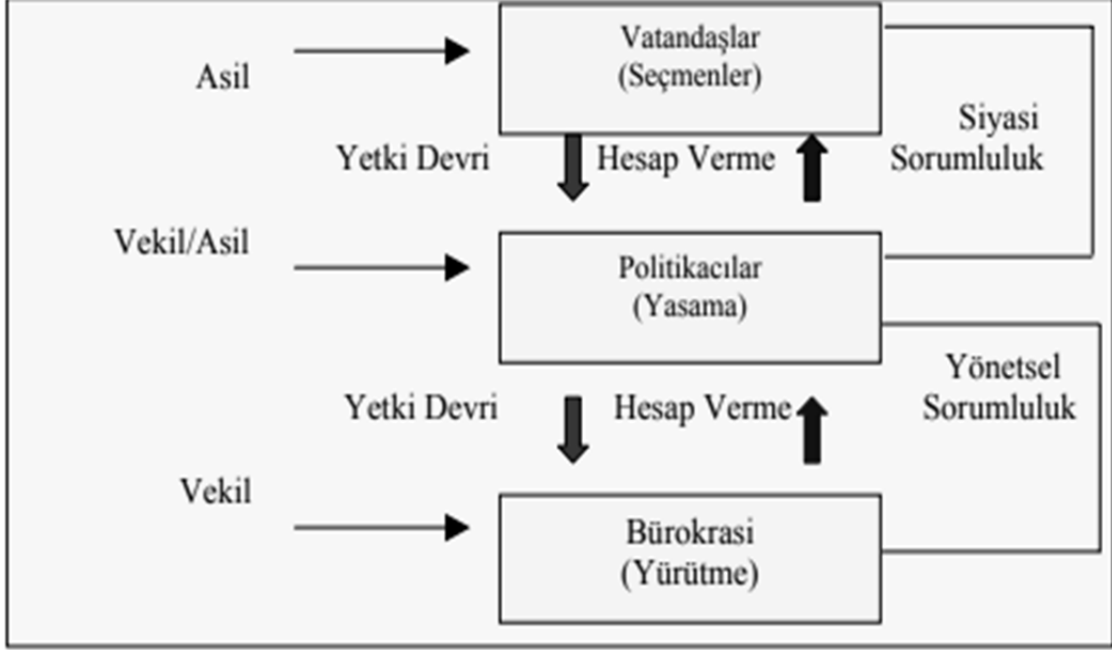 Asil
Vatandaşlar
(Seçmenler)
Siyasi
Sorumluluk
Yetki Devri
Hesap Verme
Vekil/Asil
Politikacılar
(Yasama)
Yönetsel
Sorumluluk
Yetki Devri
Hesap Verme
Vekil
Bürokrasi
(Yürütme)